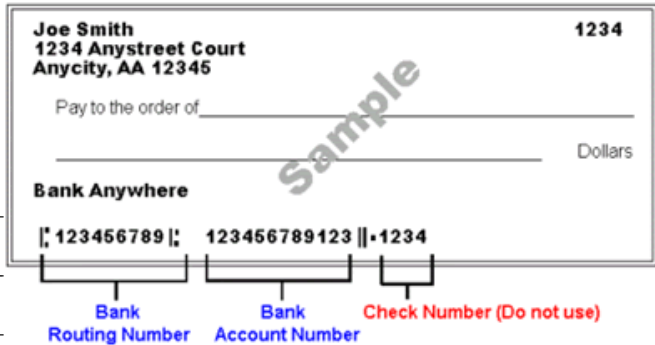 Joe Smith 1234
1234 Anystreet Court
Anycity, AA 12345
Sample
Pay to the order of
Dollars
Bank Anywhere
⑆123456789⑆ 123456789123⑈1234
Bank Routing Number
Bank Account Number
Check Number (Do not use)